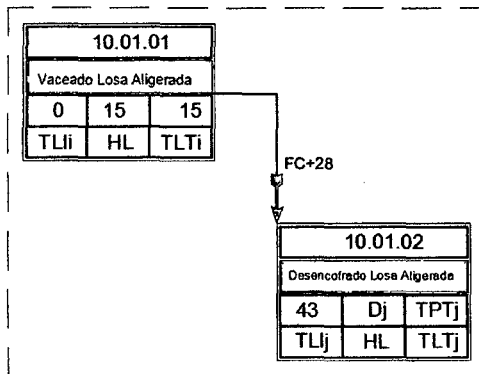 10.01.01
Vaceado Losa Aligerada
0 15 15
TLIi HL TLTi
FC+28
10.01.02
Desencofrado Losa Aligerada
43 Dj TPTj
TLIj HL TLTj